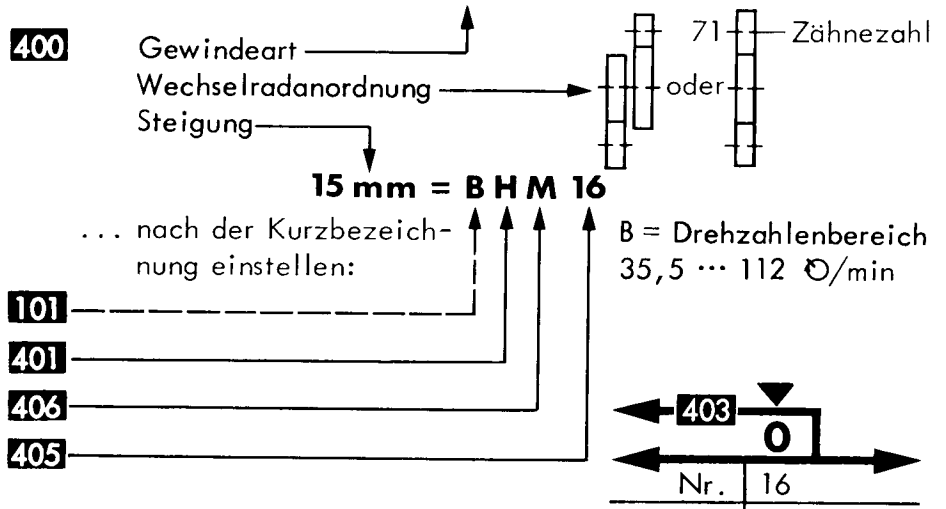 400 Gewindeart 71 Zähnezahl
Wechselradanordnung oder
Steigung
15 mm = B H M 16
... nach der Kurzbezeich-
nung einstellen:
B = Drehzahlenbereich
35,5 ... 112 /min
101
401
406
405
403
0
Nr. 16